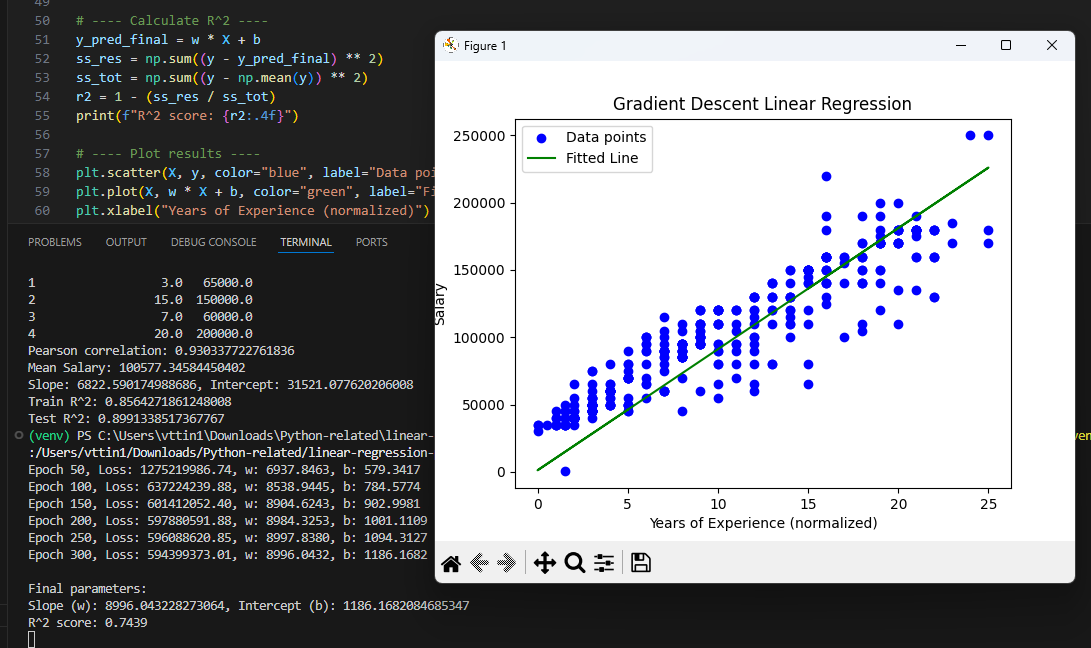 49
50 # ---- Calculate R^2 ----
51 y_pred_final = w * X + b
52 ss_res = np.sum((y - y_pred_final) ** 2)
53 ss_tot = np.sum((y - np.mean(y)) ** 2)
54 r2 = 1 - (ss_res / ss_tot)
55 print(f"R^2 score: {r2:.4f}")
56
57 # ---- Plot results ----
58 plt.scatter(X, y, color="blue", label="Data poi
59 plt.plot(X, w * X + b, color="green", label="Fi
60 plt.xlabel("Years of Experience (normalized)")
PROBLEMS OUTPUT DEBUG CONSOLE TERMINAL PORTS
1 3.0 65000.0
2 15.0 150000.0
3 7.0 60000.0
4 20.0 200000.0
Pearson correlation: 0.930337722761836
Mean Salary: 100577.34584450402
Slope: 6822.590174988686, Intercept: 31521.077620206008
Train R^2: 0.8564271861248008
Test R^2: 0.8991338517367767
(venv) PS C:\Users\vttin1\Downloads\Python-related\linear-
:/Users/vttin1/Downloads/Python-related/linear-regression-
Epoch 50, Loss: 1275219986.74, w: 6937.8463, b: 579.3417
Epoch 100, Loss: 637224239.88, w: 8538.9445, b: 784.5774
Epoch 150, Loss: 601412052.40, w: 8904.6243, b: 902.9981
Epoch 200, Loss: 597880591.88, w: 8984.3253, b: 1001.1109
Epoch 250, Loss: 596088620.85, w: 8997.8380, b: 1094.3127
Epoch 300, Loss: 594399373.01, w: 8996.0432, b: 1186.1682
Final parameters:
Slope (w): 8996.043228273064, Intercept (b): 1186.1682084685347
R^2 score: 0.7439
Figure 1
Gradient Descent Linear Regression
Data points
Fitted Line
250000
200000
150000
100000
50000
0
Salary
0 5 10 15 20 25
Years of Experience (normalized)
ven